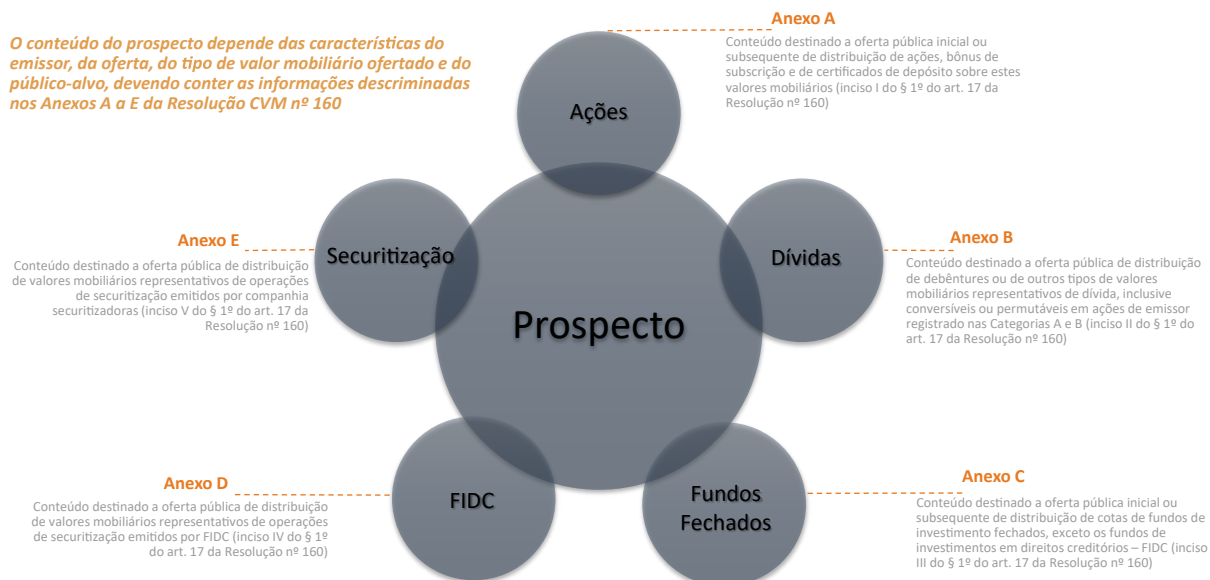 O conteúdo do prospecto depende das características do
emissor, da oferta, do tipo de valor mobiliário ofertado e do
público-alvo, devendo conter as informações descriminadas
nos Anexos A a E da Resolução CVM nº 160
Anexo A
Conteúdo destinado a oferta pública inicial ou
subsequente de distribuição de ações, bônus de
subscrição e de certificados de depósito sobre estes
valores mobiliários (inciso I do § 1º do art. 17 da
Resolução nº 160)
Ações
Anexo E
Conteúdo destinado a oferta pública de distribuição
de valores mobiliários representativos de operações
de securitização emitidos por companhia
securitizadoras (inciso V do § 1º do art. 17 da
Resolução nº 160)
Securitização
Dívidas
Anexo B
Conteúdo destinado a oferta pública de distribuição
de debêntures ou de outros tipos de valores
mobiliários representativos de dívida, inclusive
conversíveis ou permutáveis em ações de emissor
registrado nas Categorias A e B (inciso II do § 1º do
art. 17 da Resolução nº 160)
Prospecto
Anexo D
Conteúdo destinado a oferta pública de distribuição
de valores mobiliários representativos de operações
de securitização emitidos por FIDC (inciso IV do § 1º
do art. 17 da Resolução nº 160)
FIDC
Fundos
Fechados
Anexo C
Conteúdo destinado a oferta pública inicial ou
subsequente de distribuição de cotas de fundos de
investimento fechados, exceto os fundos de
investimentos em direitos creditórios – FIDC (inciso
III do § 1º do art. 17 da Resolução nº 160)